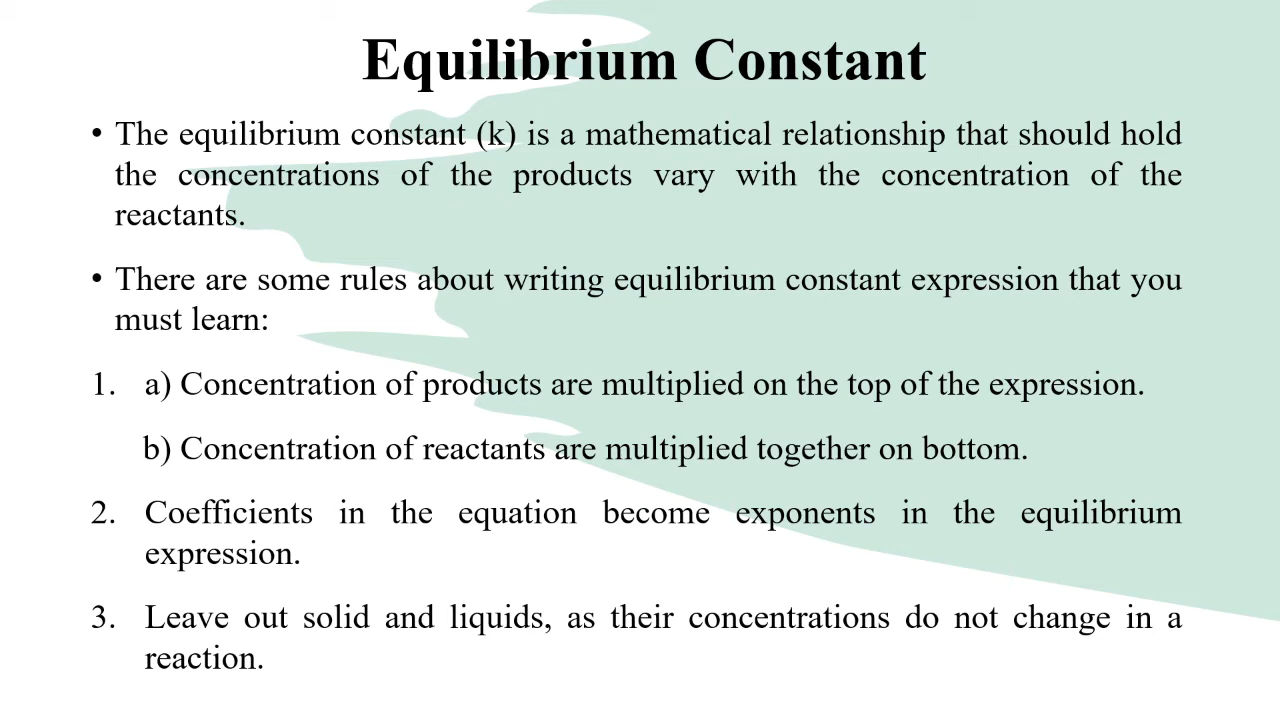 Equilibrium Constant
• The equilibrium constant (k) is a mathematical relationship that should hold
the concentrations of the products vary with the concentration of the
reactants.
• There are some rules about writing equilibrium constant expression that you
must learn:
1. a) Concentration of products are multiplied on the top of the expression.
b) Concentration of reactants are multiplied together on bottom.
2. Coefficients in the equation become exponents in the equilibrium
expression.
3. Leave out solid and liquids, as their concentrations do not change in a
reaction.